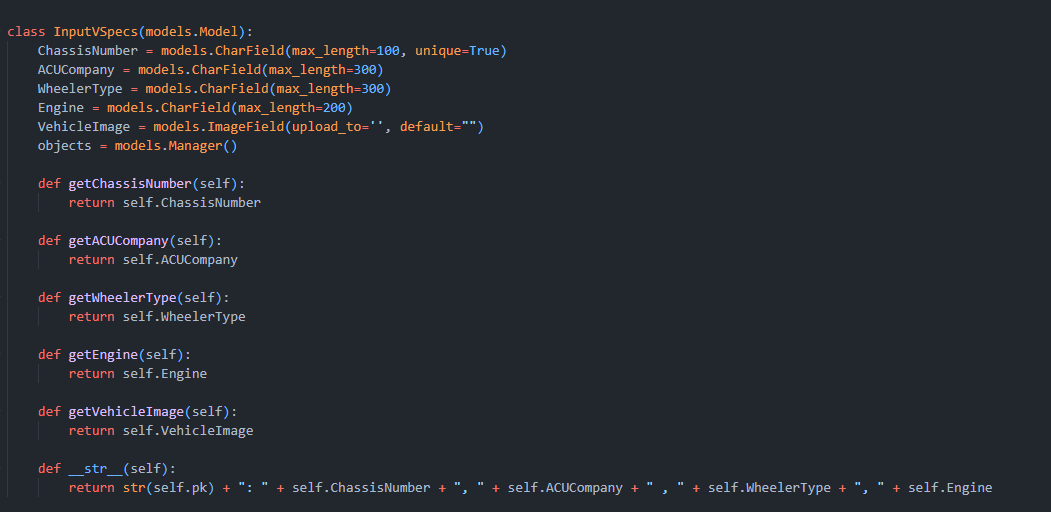 class InputVSpecs(models.Model):
    ChassisNumber = models.CharField(max_length=100, unique=True)
    ACUCompany = models.CharField(max_length=300)
    WheelerType = models.CharField(max_length=300)
    Engine = models.CharField(max_length=200)
    VehicleImage = models.ImageField(upload_to='', default="")
    objects = models.Manager()

    def getChassisNumber(self):
        return self.ChassisNumber

    def getACUCompany(self):
        return self.ACUCompany

    def getWheelerType(self):
        return self.WheelerType

    def getEngine(self):
        return self.Engine

    def getVehicleImage(self):
        return self.VehicleImage

    def __str__(self):
        return str(self.pk) + ": " + self.ChassisNumber + ", " + self.ACUCompany + " , " + self.WheelerType + ", " + self.Engine